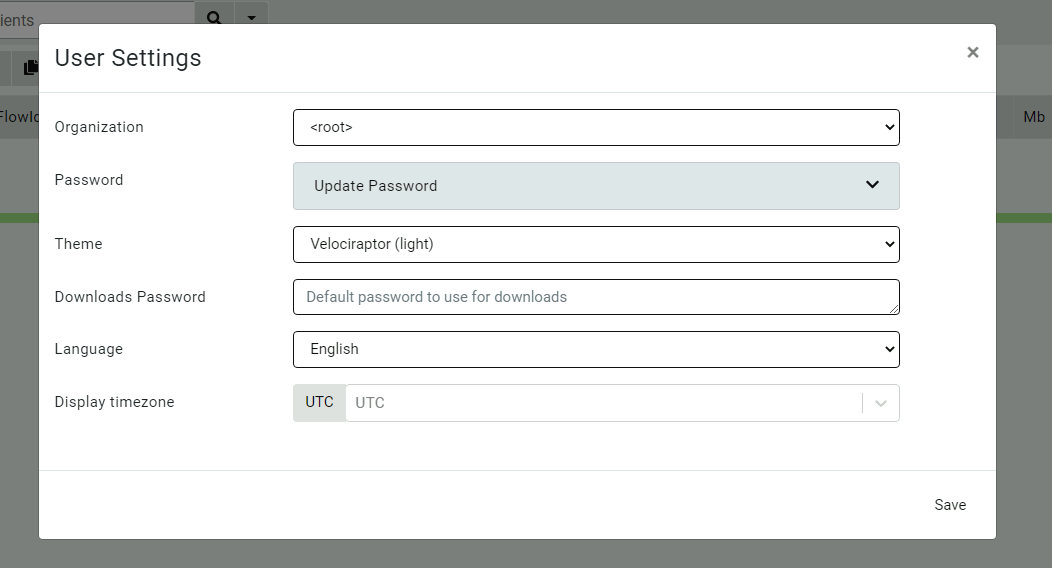 ients
User Settings
×
FlowId
Mb
Organization
<root>
Password
Update Password
Theme
Velociraptor (light)
Downloads Password
Default password to use for downloads
Language
English
Display timezone
UTC
UTC
Save